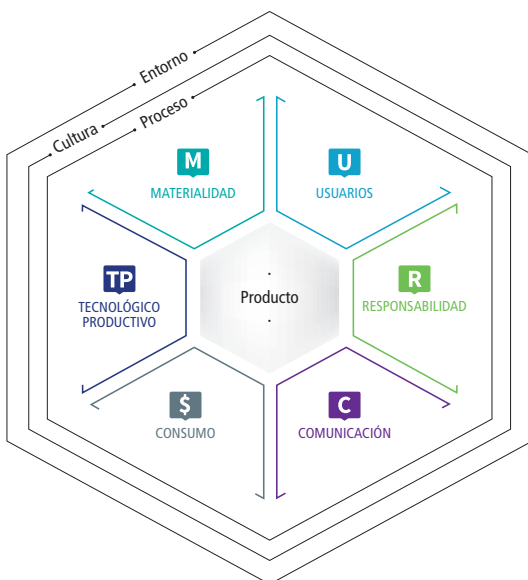 Entorno
Cultura
Proceso
M
MATERIALIDAD
U
USUARIOS
TP
TECNOLÓGICO
PRODUCTIVO
Producto
R
RESPONSABILIDAD
$
CONSUMO
C
COMUNICACIÓN